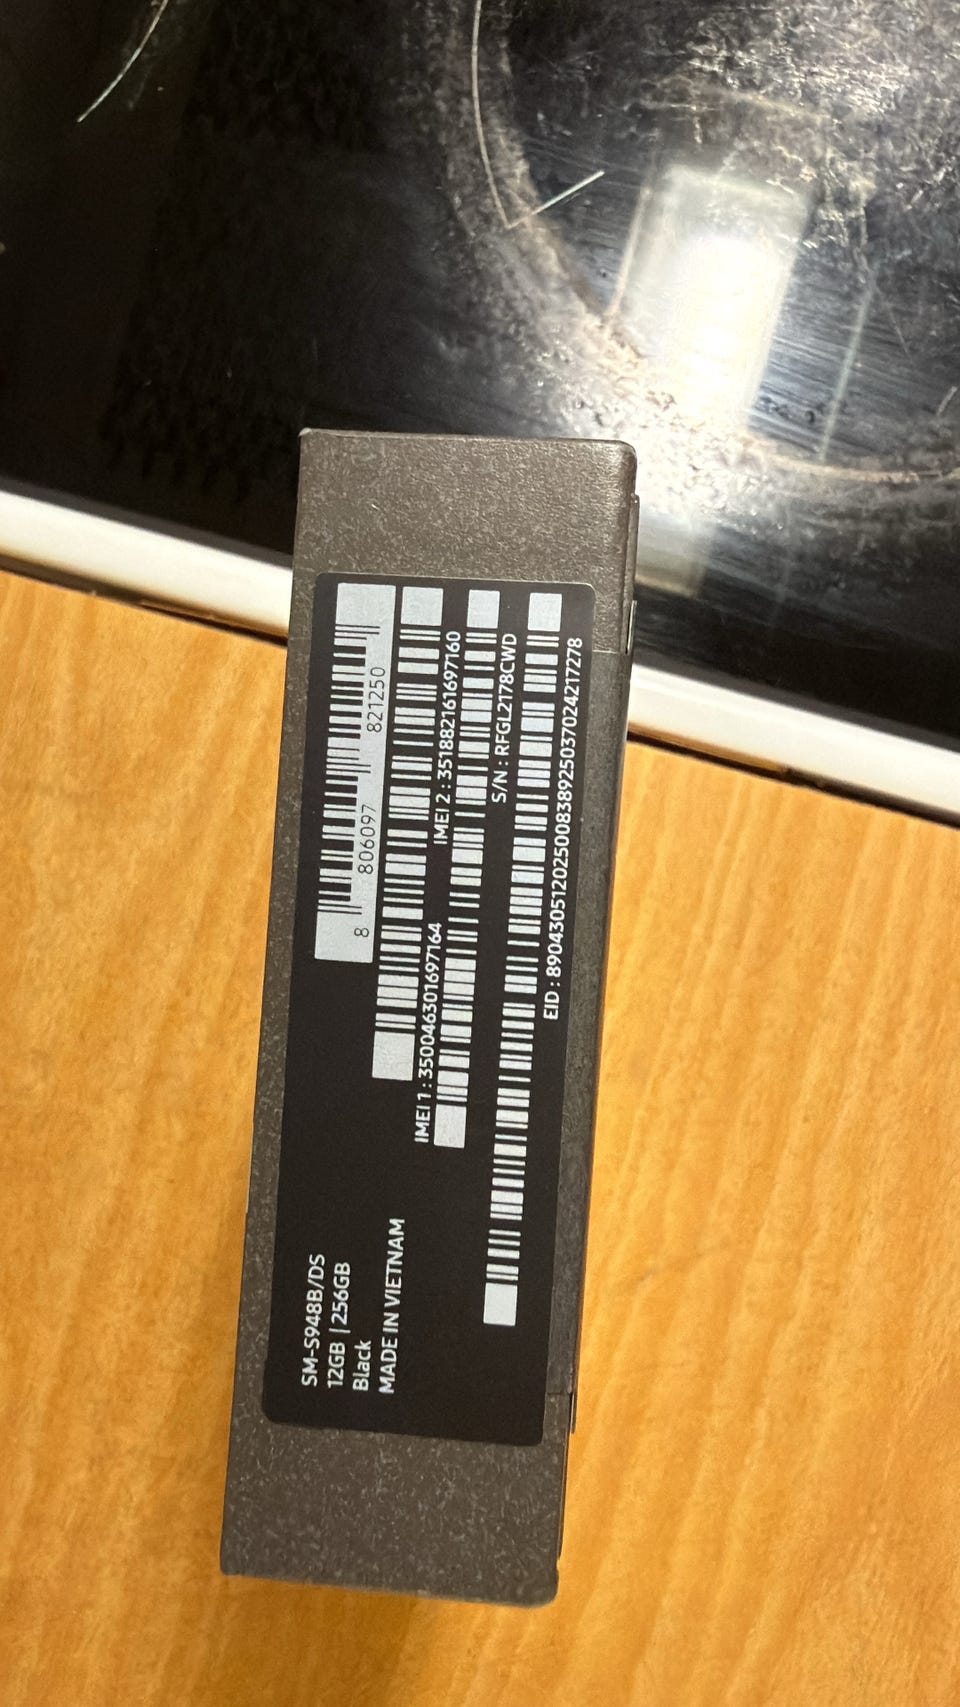 SM-S948B/DS
12GB | 256GB
Black
MADE IN VIETNAM
8 806097 821250
IMEI 1 : 350046301697164
IMEI 2 : 351882161697160
S/N : RFGL2178CWD
EID : 89043051202500838925037024217278